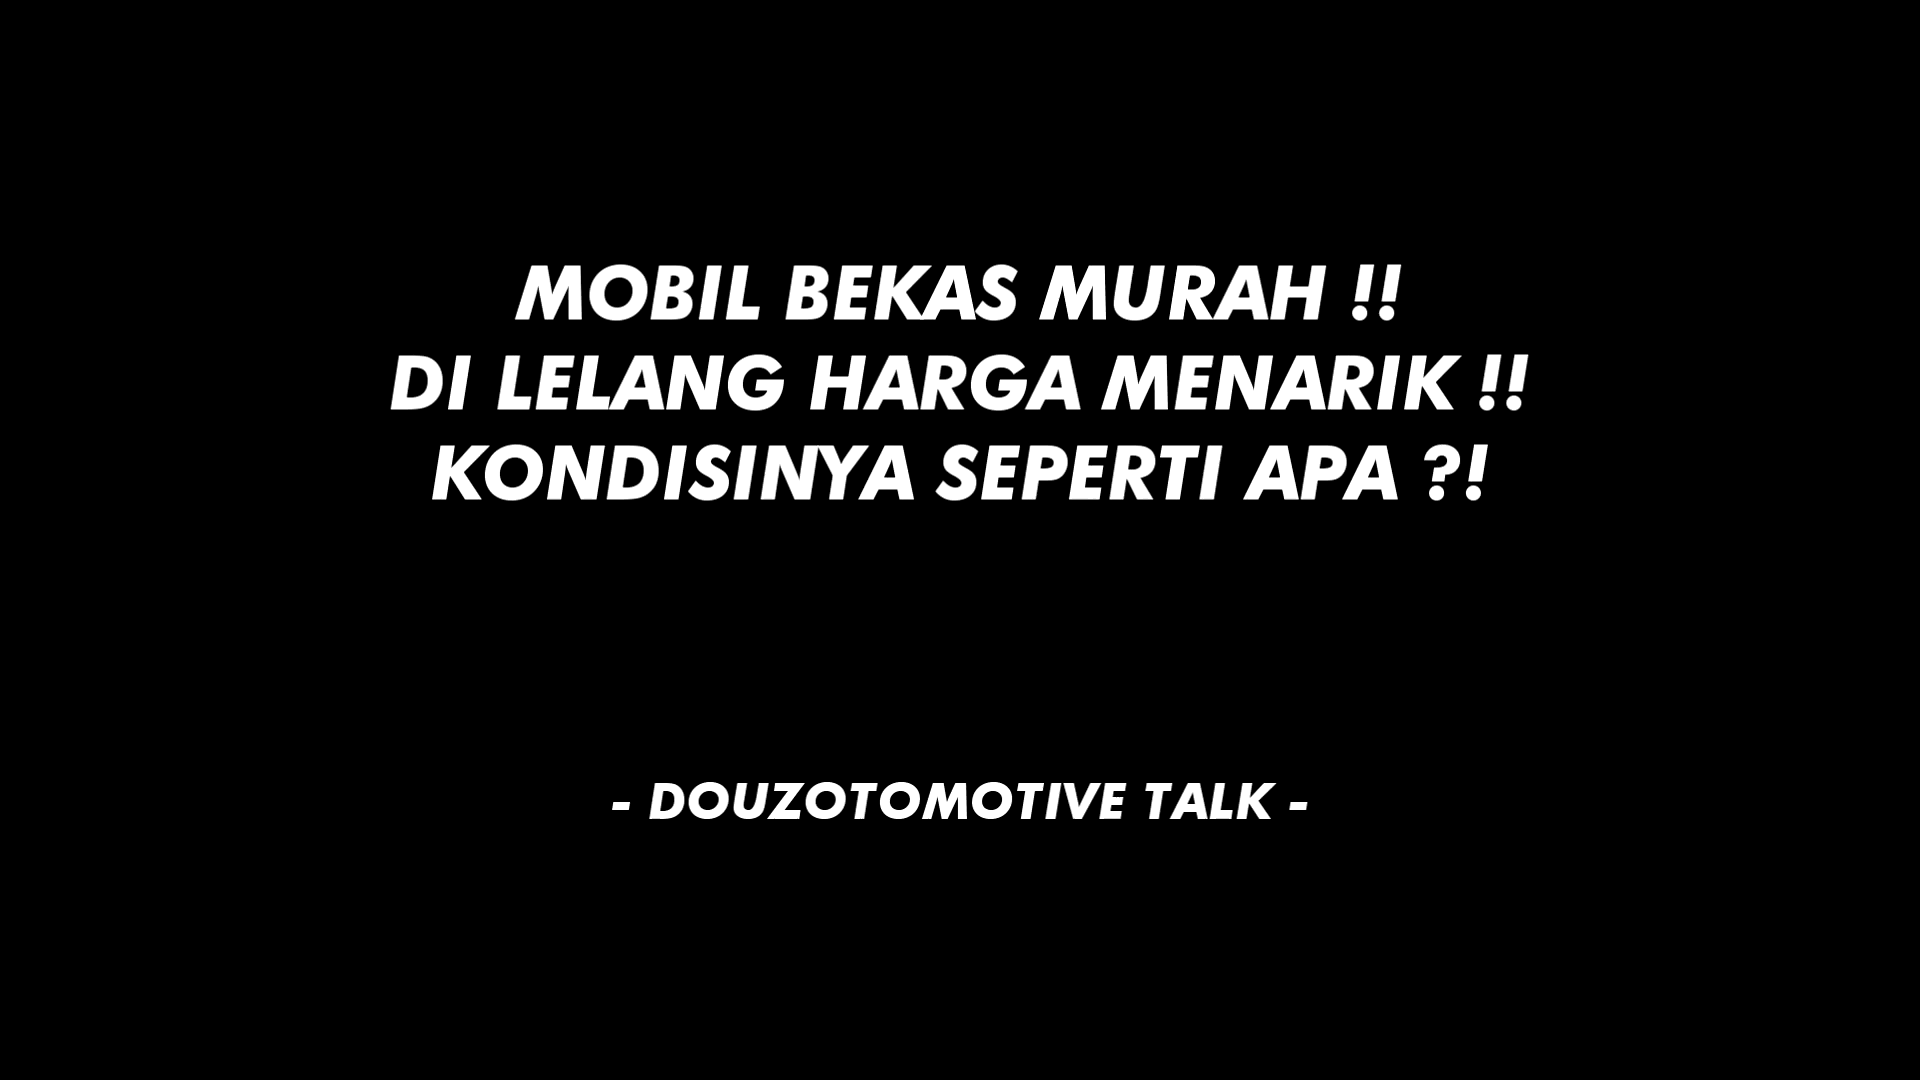 MOBIL BEKAS MURAH !!
DI LELANG HARGA MENARIK !!
KONDISINYA SEPERTI APA ?!
- DOUZOTOMOTIVE TALK -